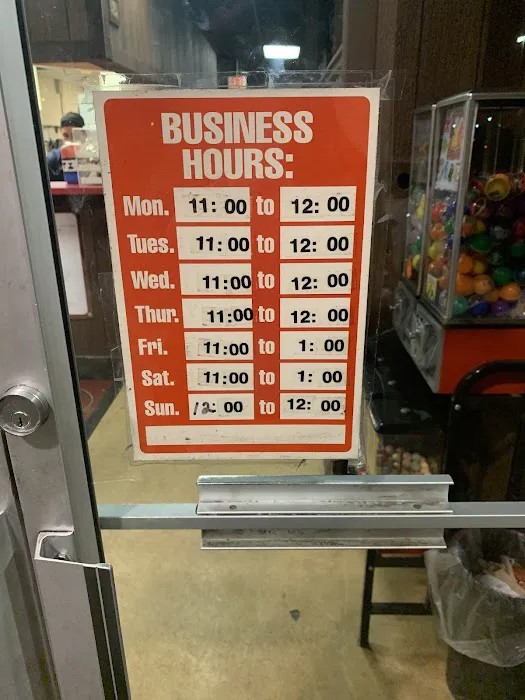 BUSINESS
HOURS:
Mon. 11: 00 to 12: 00
Tues. 11: 00 to 12: 00
Wed. 11:00 to 12: 00
Thur. 11:00 to 12: 00
Fri. 11:00 to 1: 00
Sat. 11:00 to 1: 00
Sun. 12: 00 to 12: 00